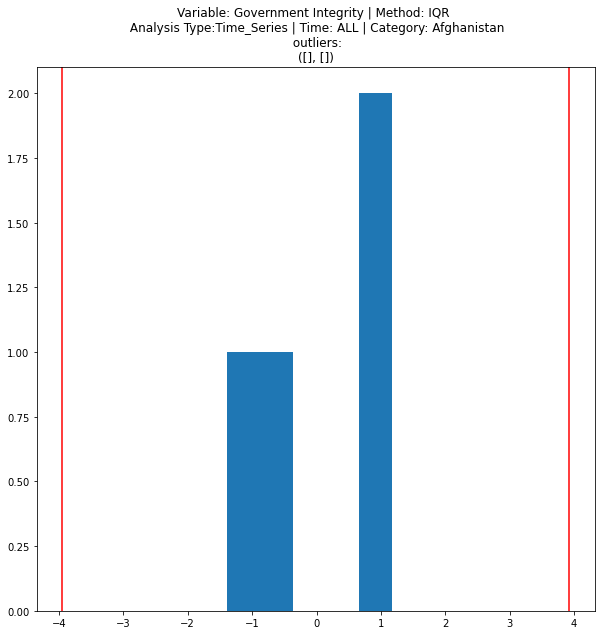 Variable: Government Integrity | Method: IQR
Analysis Type:Time_Series | Time: ALL | Category: Afghanistan
outliers:
([], [])
2.00
1.75
1.50
1.25
1.00
0.75
0.50
0.25
0.00
−4 −3 −2 −1 0 1 2 3 4